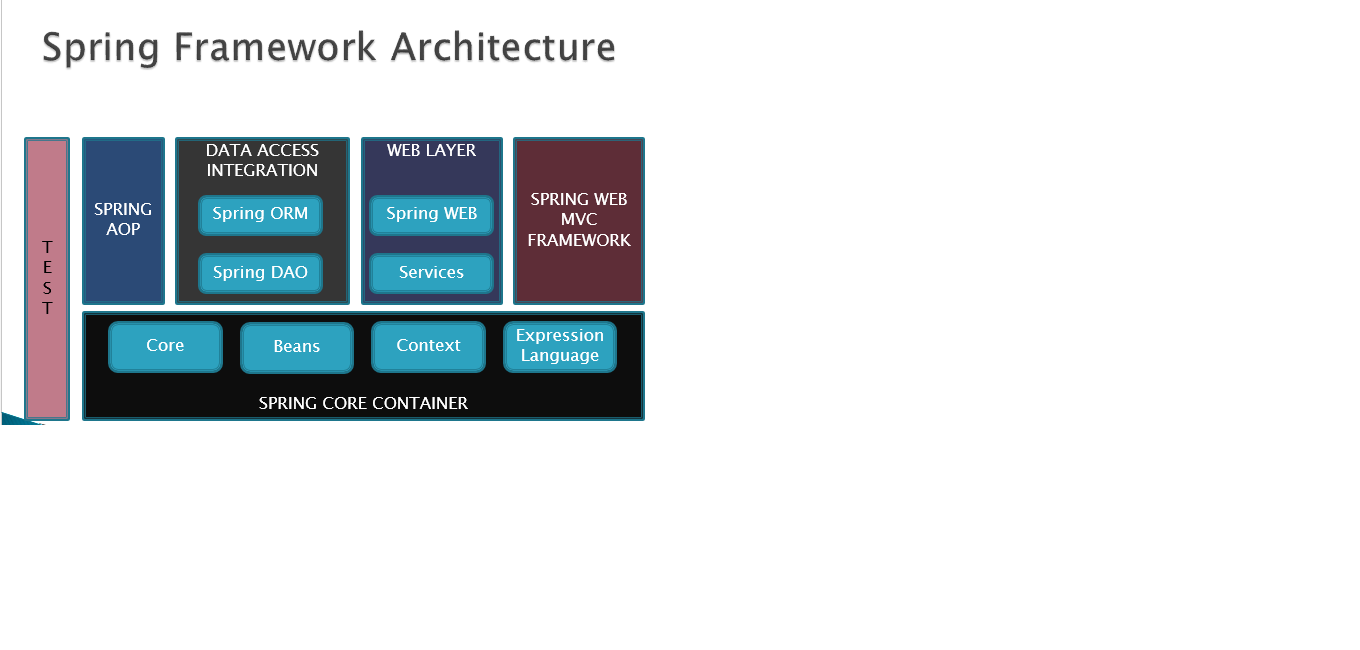 Spring Framework Architecture
T
E
S
T
SPRING
AOP
DATA ACCESS
INTEGRATION
Spring ORM
Spring DAO
WEB LAYER
Spring WEB
Services
SPRING WEB
MVC
FRAMEWORK
Core
Beans
Context
Expression
Language
SPRING CORE CONTAINER